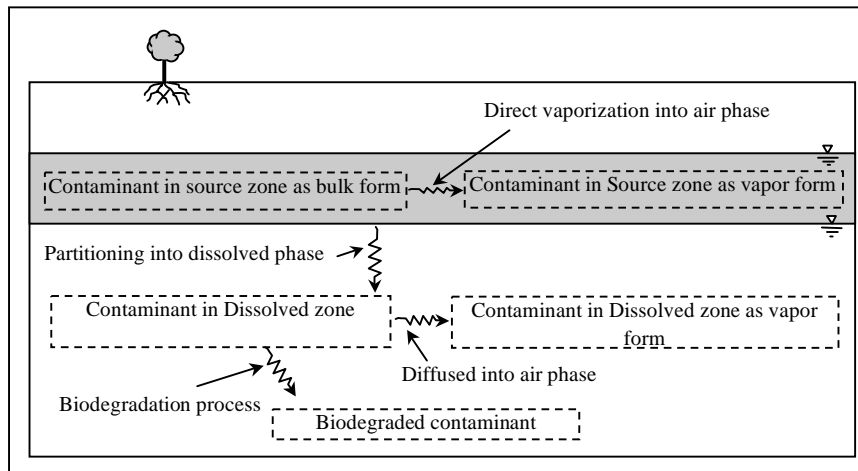 Direct vaporization into air phase
Contaminant in source zone as bulk form
Contaminant in Source zone as vapor form
Partitioning into dissolved phase
Contaminant in Dissolved zone
Contaminant in Dissolved zone as vapor
form
Diffused into air phase
Biodegradation process
Biodegraded contaminant